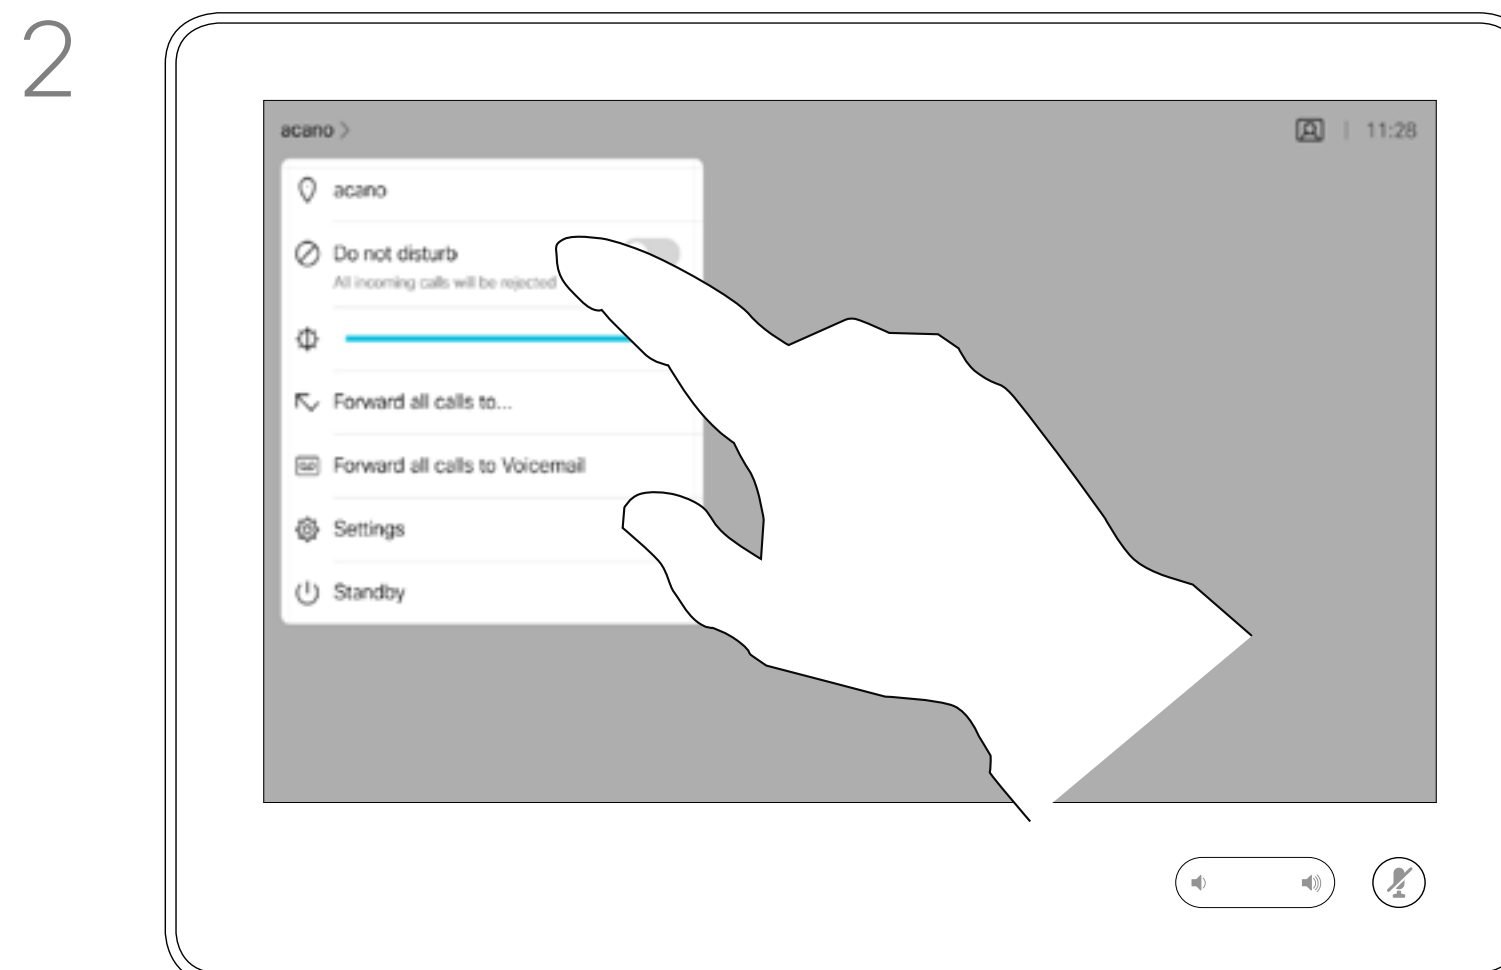 2
acano >
11:28
acano
Do not disturb
All incoming calls will be rejected
Forward all calls to...
Forward all calls to Voicemail
Settings
Standby